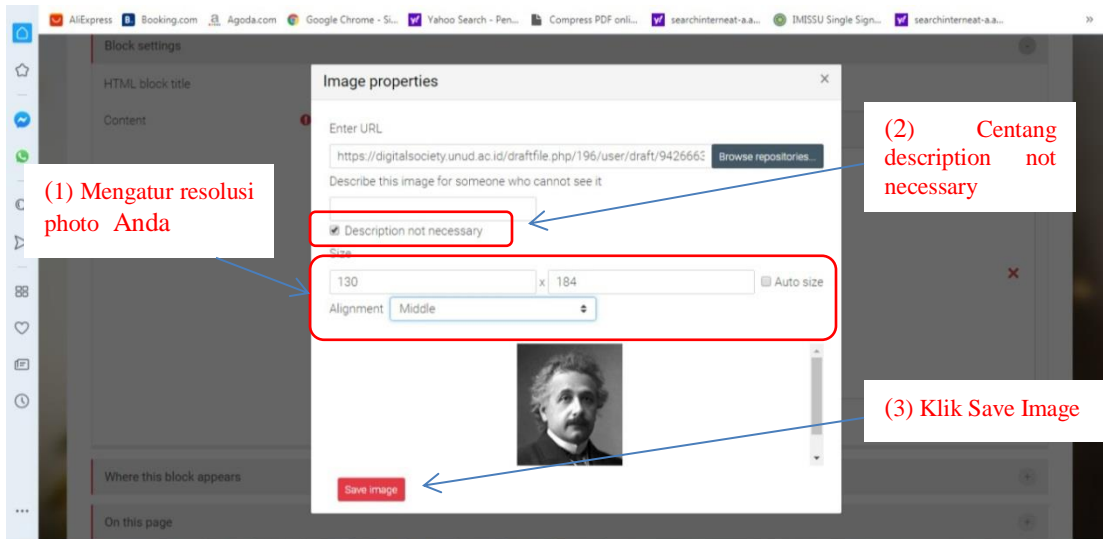 AliExpress Booking.com Agoda.com Google Chrome - Si... Yahoo Search - Pen... Compress PDF onli... searchinterneat-a.a... IMISSU Single Sign... searchinterneat-a.a... »
Block settings
HTML block title
Content
Image properties ×
Enter URL
https://digitalsociety.unud.ac.id/draftfile.php/196/user/draft/9426663 Browse repositories...
Describe this image for someone who cannot see it
Description not necessary
Size
130 x 184 Auto size
Alignment Middle
Save image
Where this block appears
On this page
(1) Mengatur resolusi
photo Anda
(2) Centang
description not
necessary
(3) Klik Save Image